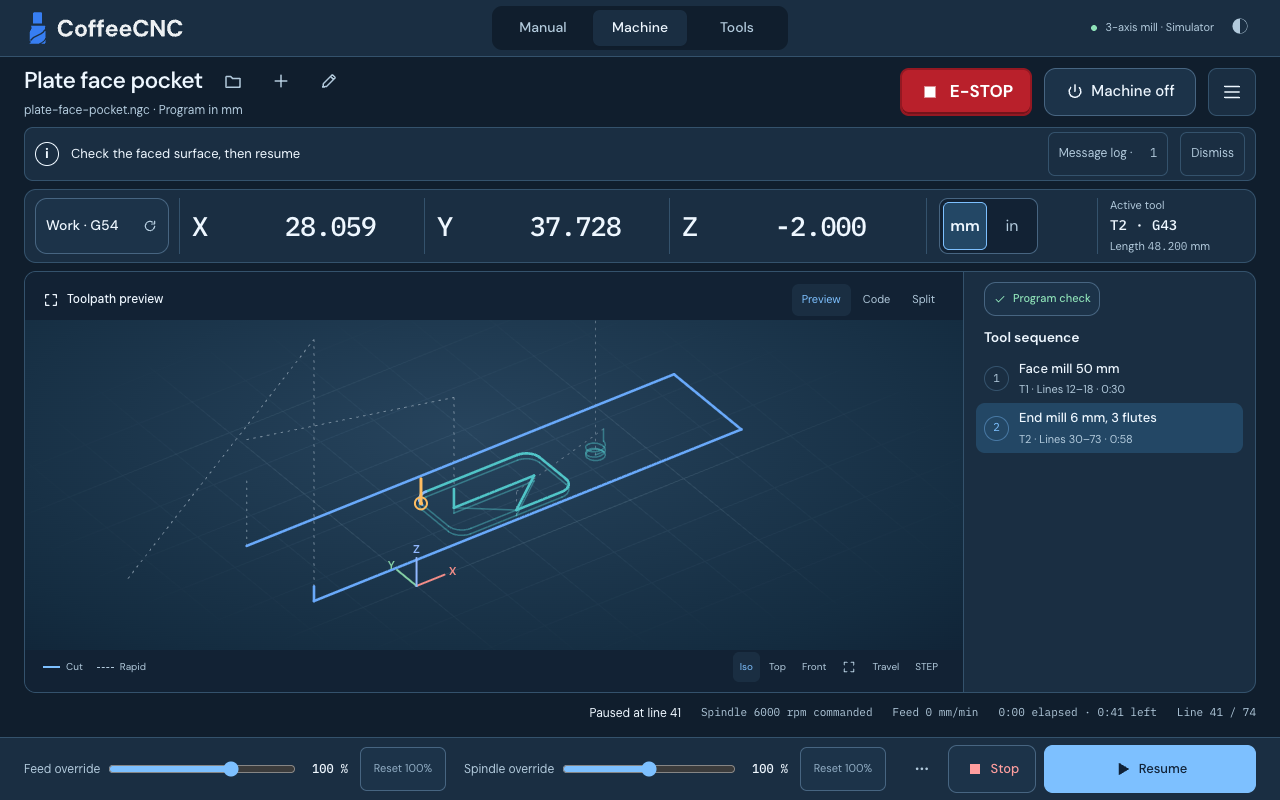 CoffeeCNC
Manual
Machine
Tools
3-axis mill · Simulator
Plate face pocket
E-STOP
Machine off
plate-face-pocket.ngc · Program in mm
i
Check the faced surface, then resume
Message log · 1
Dismiss
Work · G54
X 28.059
Y 37.728
Z -2.000
mm
in
Active tool
T2 · G43
Length 48.200 mm
Toolpath preview
Preview
Code
Split
Z
Y
X
Cut
Rapid
Iso
Top
Front
Travel
STEP
Program check
Tool sequence
1
Face mill 50 mm
T1 · Lines 12–18 · 0:30
2
End mill 6 mm, 3 flutes
T2 · Lines 30–73 · 0:58
Paused at line 41
Spindle 6000 rpm commanded
Feed 0 mm/min
0:00 elapsed · 0:41 left
Line 41 / 74
Feed override
100 %
Reset 100%
Spindle override
100 %
Reset 100%
Stop
Resume